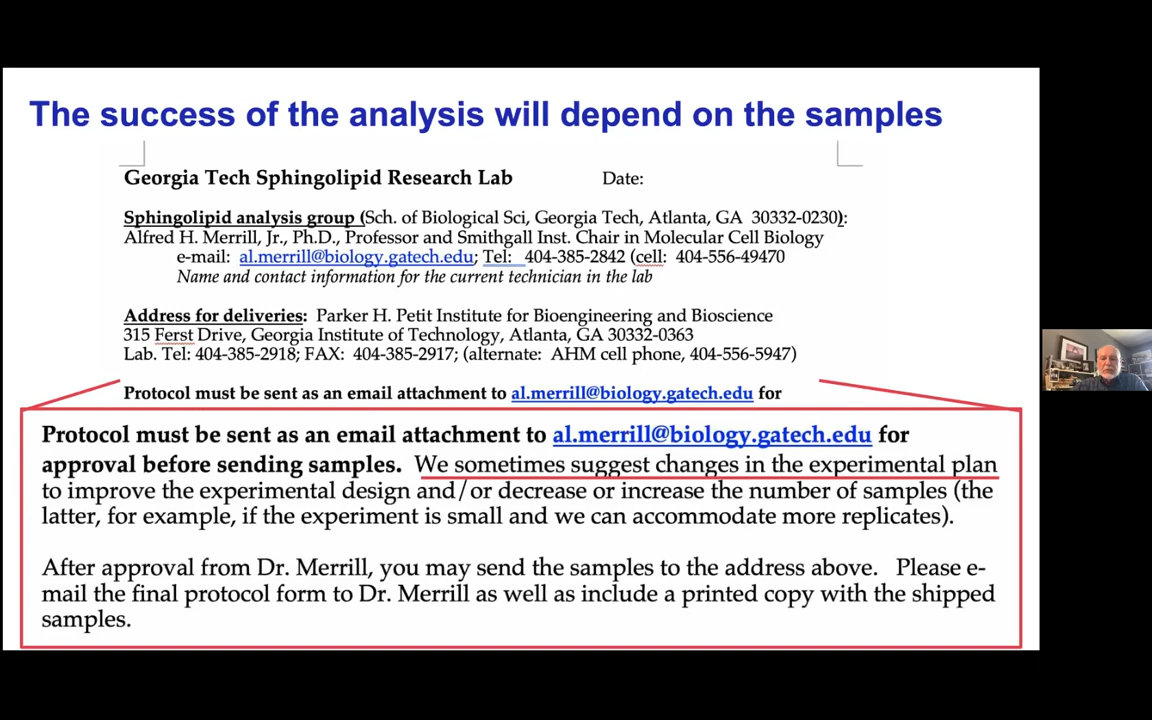 The success of the analysis will depend on the samples
Georgia Tech Sphingolipid Research Lab Date:
Sphingolipid analysis group (Sch. of Biological Sci, Georgia Tech, Atlanta, GA 30332-0230):
Alfred H. Merrill, Jr., Ph.D., Professor and Smithgall Inst. Chair in Molecular Cell Biology
e-mail: al.merrill@biology.gatech.edu; Tel: 404-385-2842 (cell: 404-556-49470
Name and contact information for the current technician in the lab
Address for deliveries: Parker H. Petit Institute for Bioengineering and Bioscience
315 Ferst Drive, Georgia Institute of Technology, Atlanta, GA 30332-0363
Lab. Tel: 404-385-2918; FAX: 404-385-2917; (alternate: AHM cell phone, 404-556-5947)
Protocol must be sent as an email attachment to al.merrill@biology.gatech.edu for
Protocol must be sent as an email attachment to al.merrill@biology.gatech.edu for
approval before sending samples. We sometimes suggest changes in the experimental plan
to improve the experimental design and/or decrease or increase the number of samples (the
latter, for example, if the experiment is small and we can accommodate more replicates).
After approval from Dr. Merrill, you may send the samples to the address above. Please e-
mail the final protocol form to Dr. Merrill as well as include a printed copy with the shipped
samples.